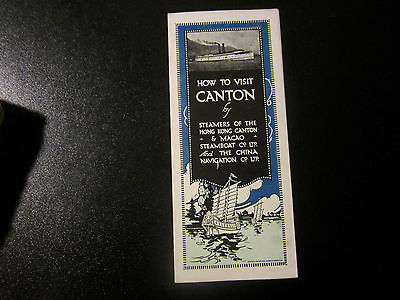 HOW TO VISIT
CANTON
by
STEAMERS OF THE
HONG KONG CANTON
& MACAO
STEAMBOAT Cº LTD.
And THE CHINA
NAVIGATION Cº LTD.